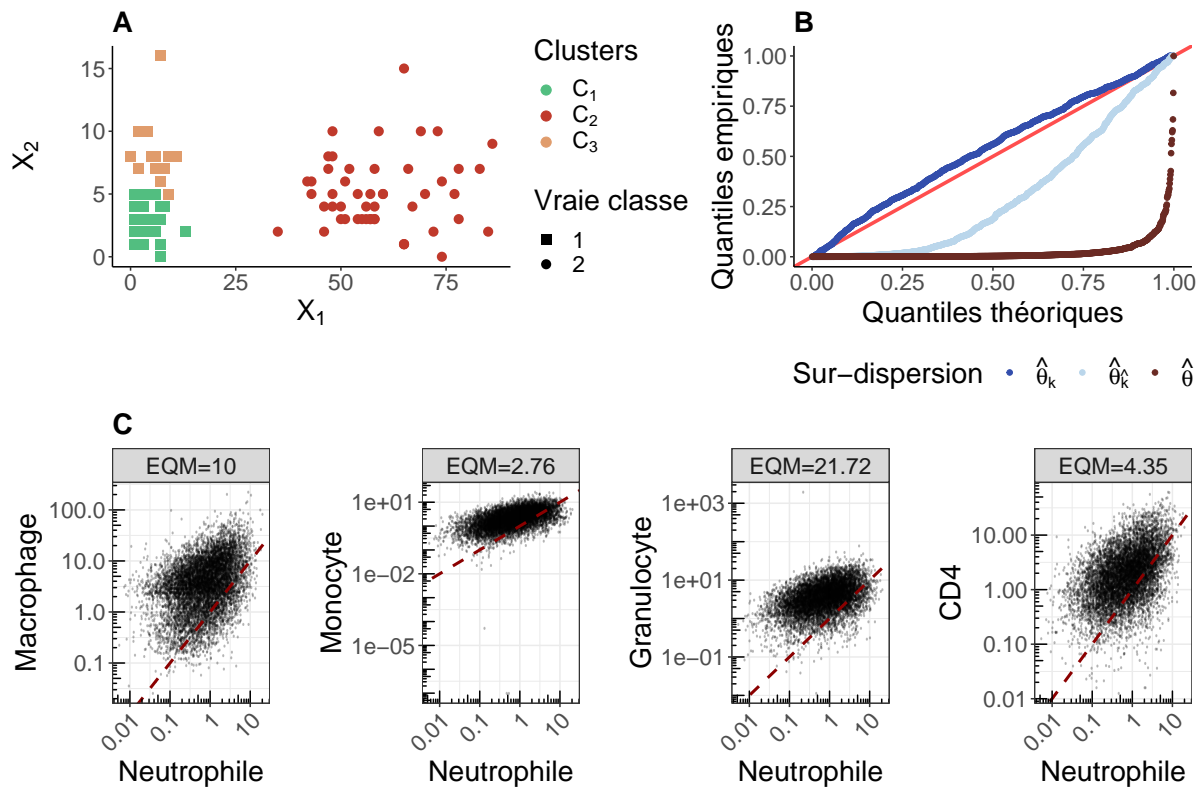 A
X₂
15
10
5
0
0 25 50 75
X₁
Clusters
C₁
C₂
C₃
Vraie classe
1
2
B
Quantiles empiriques
1.00
0.75
0.50
0.25
0.00
0.00 0.25 0.50 0.75 1.00
Quantiles théoriques
Sur−dispersion θ̂ₖ θ̂ₖ̂ θ̂
C
EQM=10
Macrophage
100.0
10.0
1.0
0.1
0.01 0.1 1 10
Neutrophile
EQM=2.76
Monocyte
1e+01
1e−02
1e−05
0.01 0.1 1 10
Neutrophile
EQM=21.72
Granulocyte
1e+03
1e+01
1e−01
0.01 0.1 1 10
Neutrophile
EQM=4.35
CD4
10.00
1.00
0.10
0.01
0.01 0.1 1 10
Neutrophile